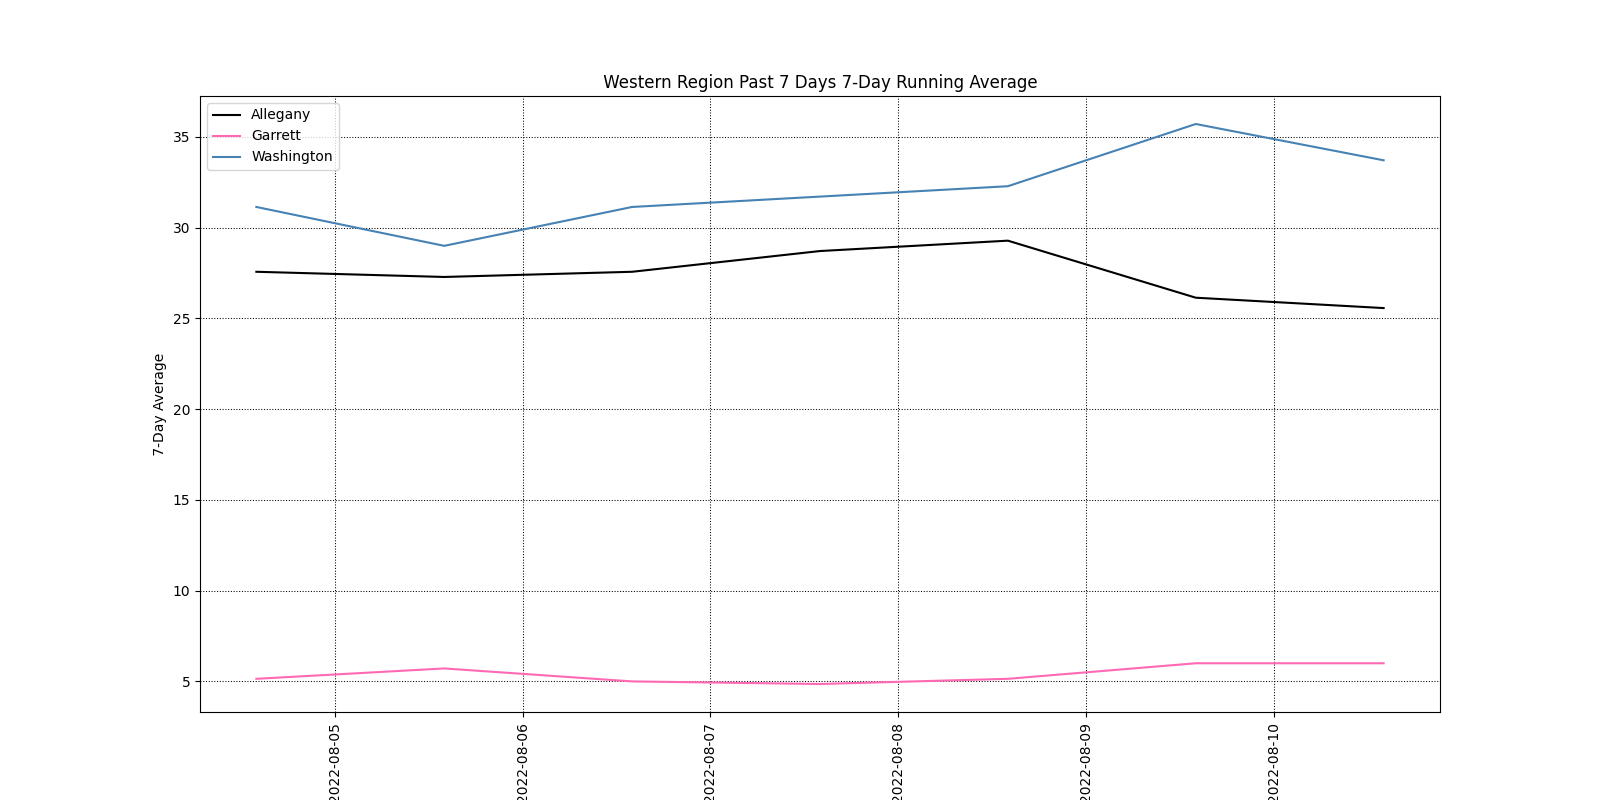 Western Region Past 7 Days 7-Day Running Average
Allegany
Garrett
Washington
7-Day Average
35
30
25
20
15
10
5
2022-08-05
2022-08-06
2022-08-07
2022-08-08
2022-08-09
2022-08-10